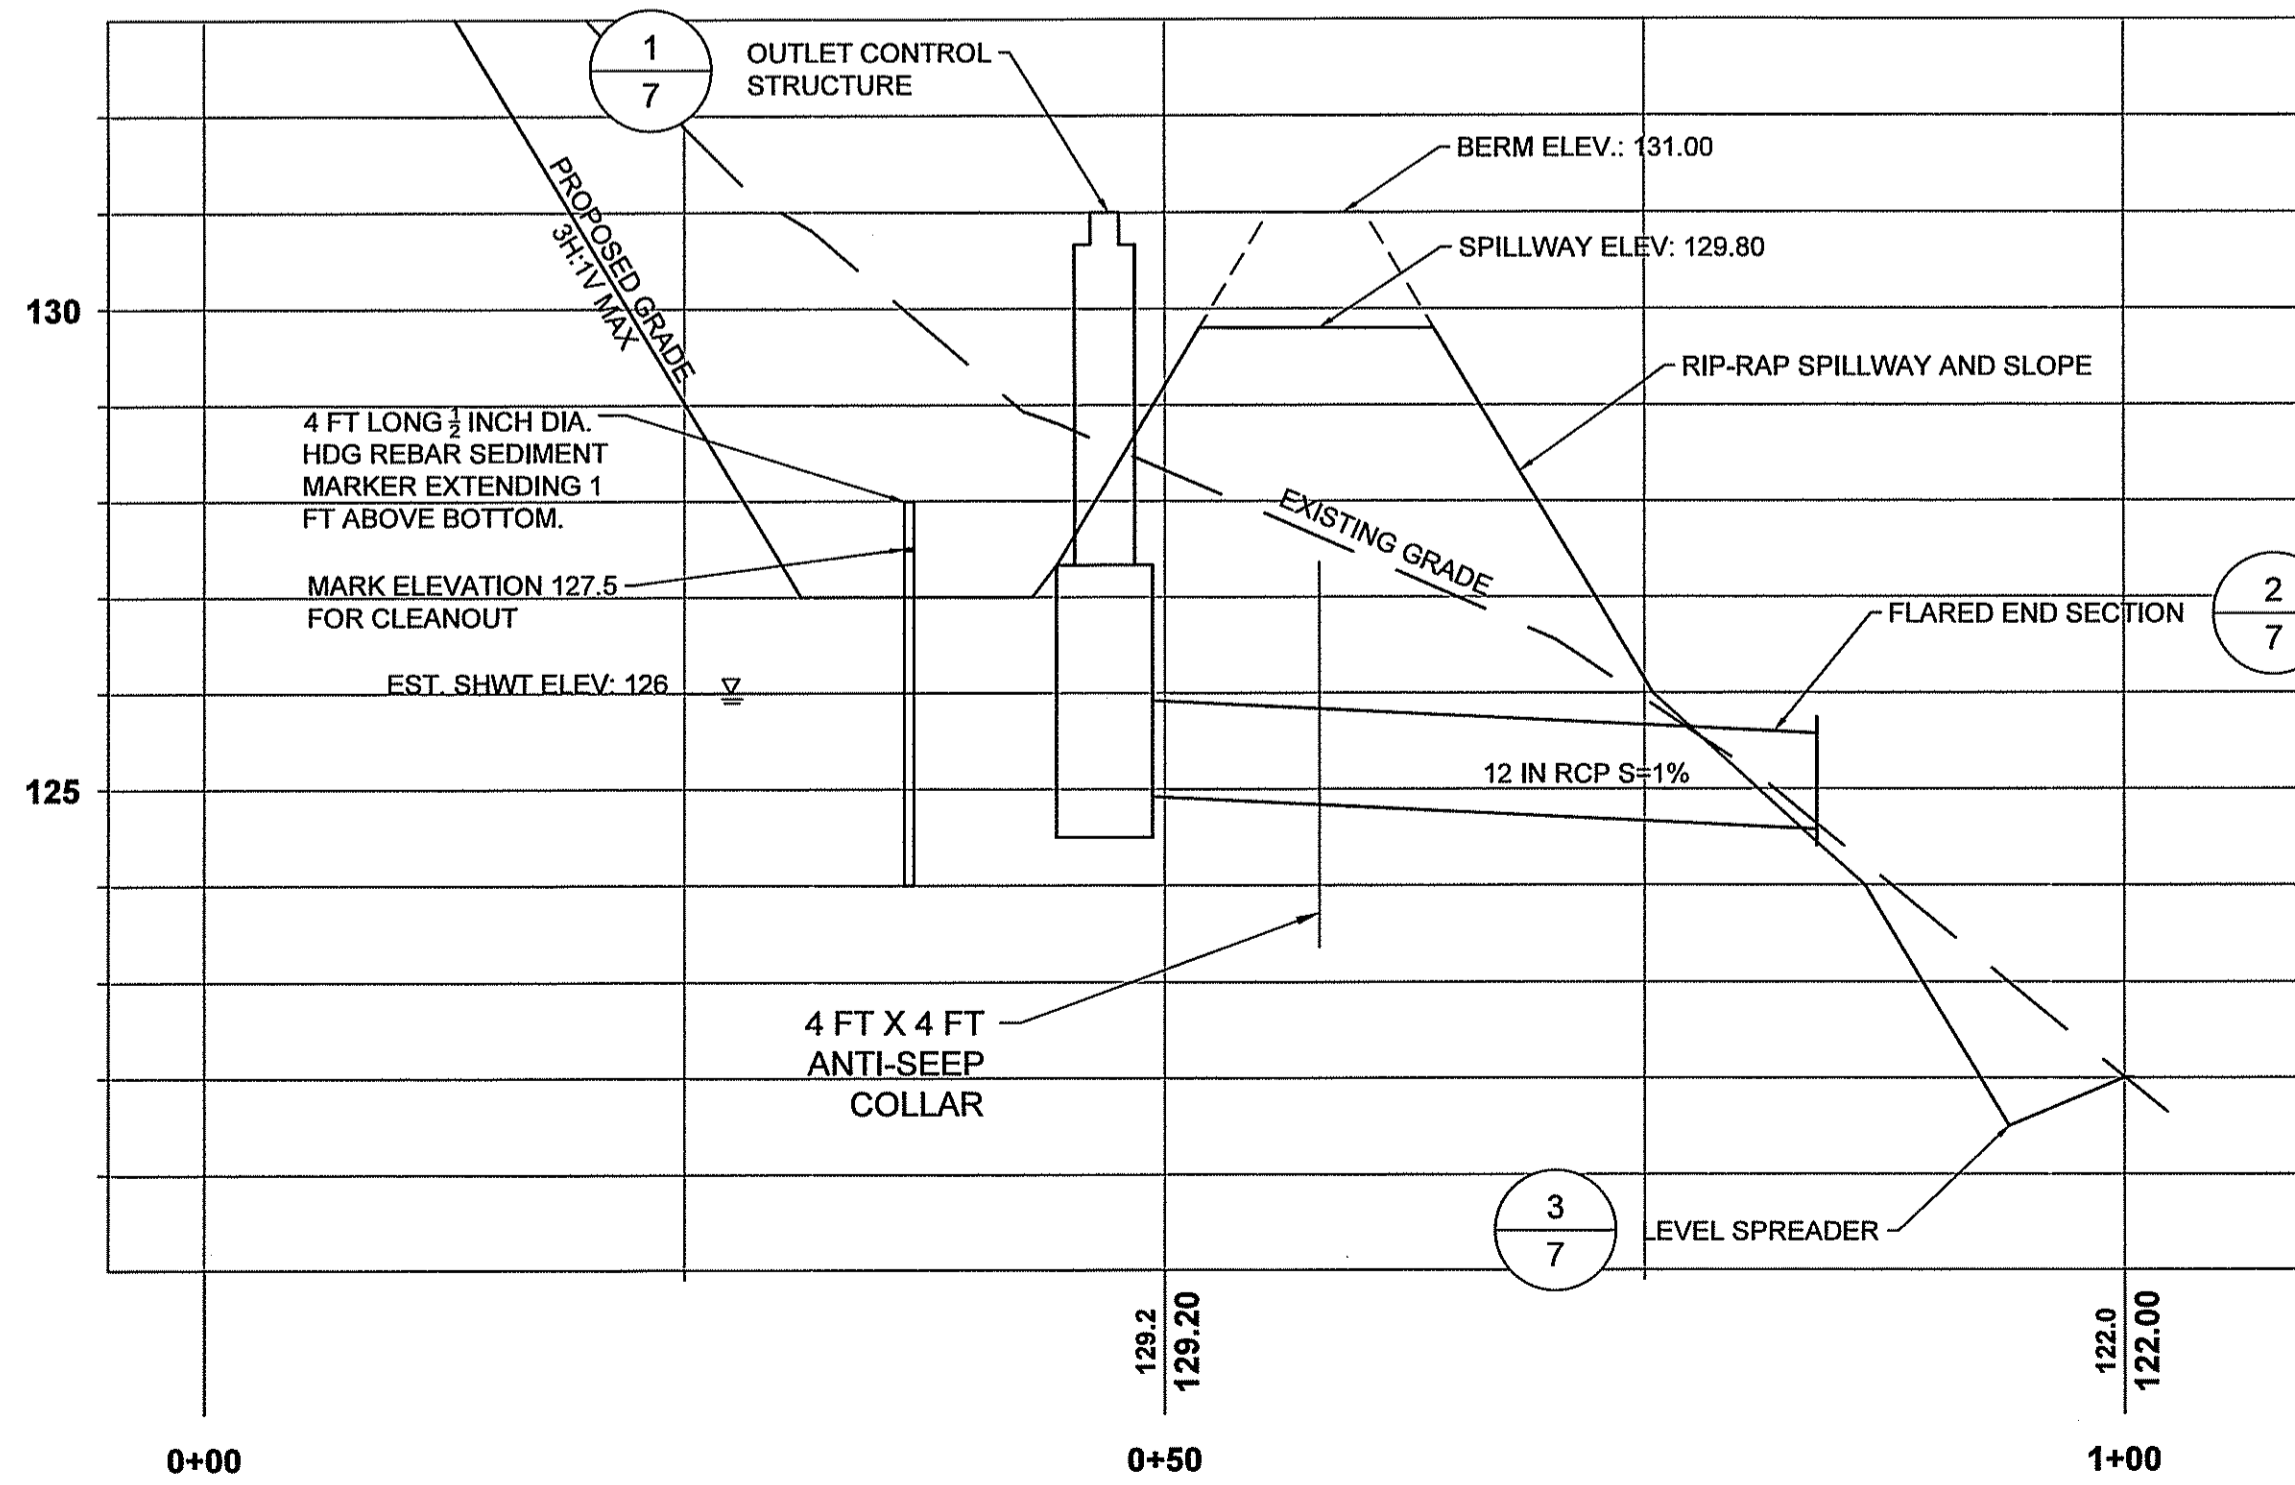 1
7
OUTLET CONTROL
STRUCTURE
BERM ELEV.: 131.00
SPILLWAY ELEV: 129.80
PROPOSED GRADE
3H:1V MAX
130
RIP-RAP SPILLWAY AND SLOPE
4 FT LONG 1/2 INCH DIA.
HDG REBAR SEDIMENT
MARKER EXTENDING 1
FT ABOVE BOTTOM.
EXISTING GRADE
MARK ELEVATION 127.5
FOR CLEANOUT
FLARED END SECTION
2
7
EST. SHWT ELEV: 126
125
12 IN RCP S=1%
4 FT X 4 FT
ANTI-SEEP
COLLAR
3
7
LEVEL SPREADER
129.2
129.20
122.0
122.00
0+00
0+50
1+00